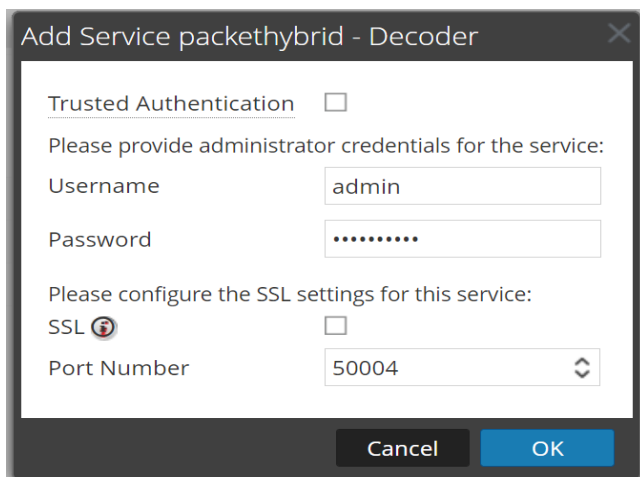 Add Service packethybrid - Decoder
Trusted Authentication
Please provide administrator credentials for the service:
Username admin
Password ••••••••••
Please configure the SSL settings for this service:
SSL
Port Number 50004
Cancel OK